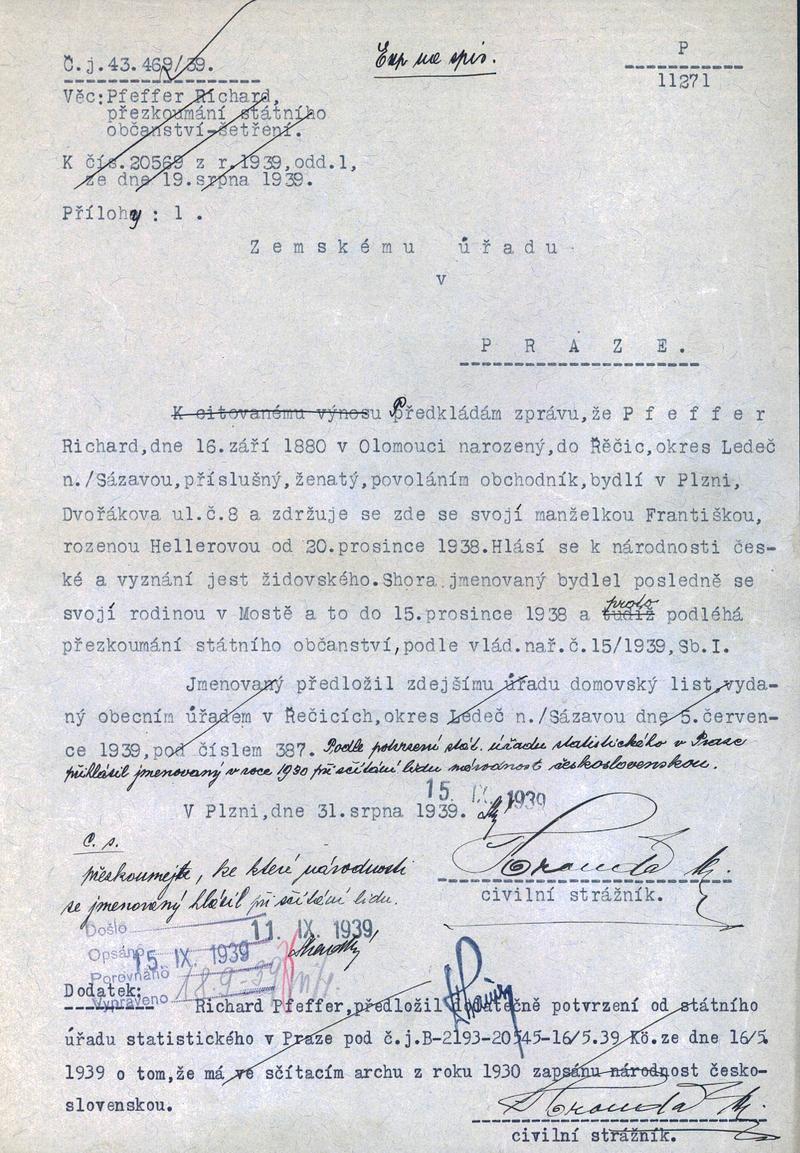 Č.j.43.469/39.
Exp na spis.
P
11271
Věc:Pfeffer Richard,
přezkoumání státního
občanství-šetření.
K čís.20569 z r.1939,odd.1,
ze dne 19.srpna 1939.
Přílohy : 1 .
Zemskému úřadu
v
PRAZE.
K citovanému výnosu Předkládám zprávu,že Pfeffer
Richard,dne 16.září 1880 v Olomouci narozený,do Řěčic,okres Ledeč
n./Sázavou,příslušný,ženatý,povoláním obchodník,bydlí v Plzni,
Dvořákova ul.č.8 a zdržuje se zde se svojí manželkou Františkou,
rozenou Hellerovou od 20.prosince 1938.Hlásí se k národnosti čes-
ké a vyznání jest židovského.Shora jmenovaný bydlel posledně se
proto
svojí rodinou v Mostě a to do 15.prosince 1938 a tudíž podléhá
přezkoumání státního občanství,podle vlád.nař.č.15/1939,Sb.I.
Jmenovaný předložil zdejšímu úřadu domovský list,vyda-
ný obecním úřadem v Řečicích,okres Ledeč n./Sázavou dne 5.červen-
ce 1939,pod číslem 387. Podle potvrzení stát. úřadu statistického v Praze
přihlásil jmenovaný v roce 1930 při sčítání lidu národnost československou.
15. IX. 1939
V Plzni,dne 31.srpna 1939.
C. s.
přeskoumejte, ke které národnosti
se jmenovaný hlásil při sčítání lidu.
civilní strážník.
Došlo
11. IX. 1939
Opsáno
15. IX. 1939
Porovnáno
Vypraveno
18.9-39
Dodatek:
Richard Pfeffer,předložil dodatečně potvrzení od státního
úřadu statistického v Praze pod č.j.B-2193-20545-16/5.39 Kč.ze dne 16/5.
1939 o tom,že má ve sčítacím archu z roku 1930 zapsánu národnost česko-
slovenskou.
civilní strážník.